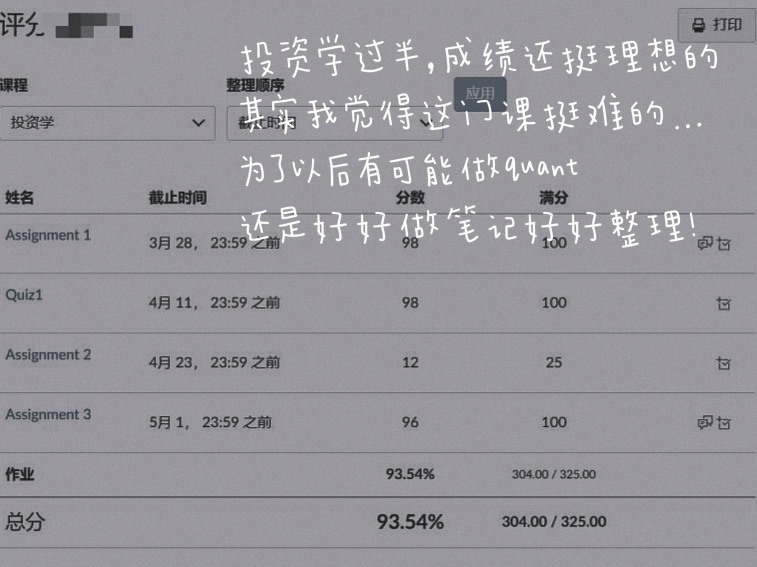 评分
打印
投资学过半,成绩还挺理想的
课程
整理顺序
应用
其实我觉得这门课挺难的...
投资学
截止时间
为了以后有可能做quant
姓名 截止时间 分数 满分
还是好好做笔记好好整理!
Assignment 1 3月 28, 23:59 之前 98 100
Quiz1 4月 11, 23:59 之前 98 100
Assignment 2 4月 23, 23:59 之前 12 25
Assignment 3 5月 1, 23:59 之前 96 100
作业 93.54% 304.00 / 325.00
总分 93.54% 304.00 / 325.00